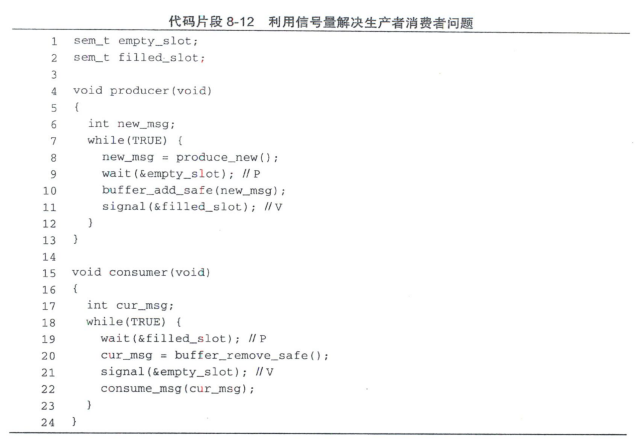 代码片段 8-12 利用信号量解决生产者消费者问题
1 sem_t empty_slot;
2 sem_t filled_slot;
3
4 void producer(void)
5 {
6   int new_msg;
7   while(TRUE) {
8     new_msg = produce_new();
9     wait(&empty_slot); //P
10     buffer_add_safe(new_msg);
11     signal(&filled_slot); //V
12   }
13 }
14
15 void consumer(void)
16 {
17   int cur_msg;
18   while(TRUE) {
19     wait(&filled_slot); //P
20     cur_msg = buffer_remove_safe();
21     signal(&empty_slot); //V
22     consume_msg(cur_msg);
23   }
24 }